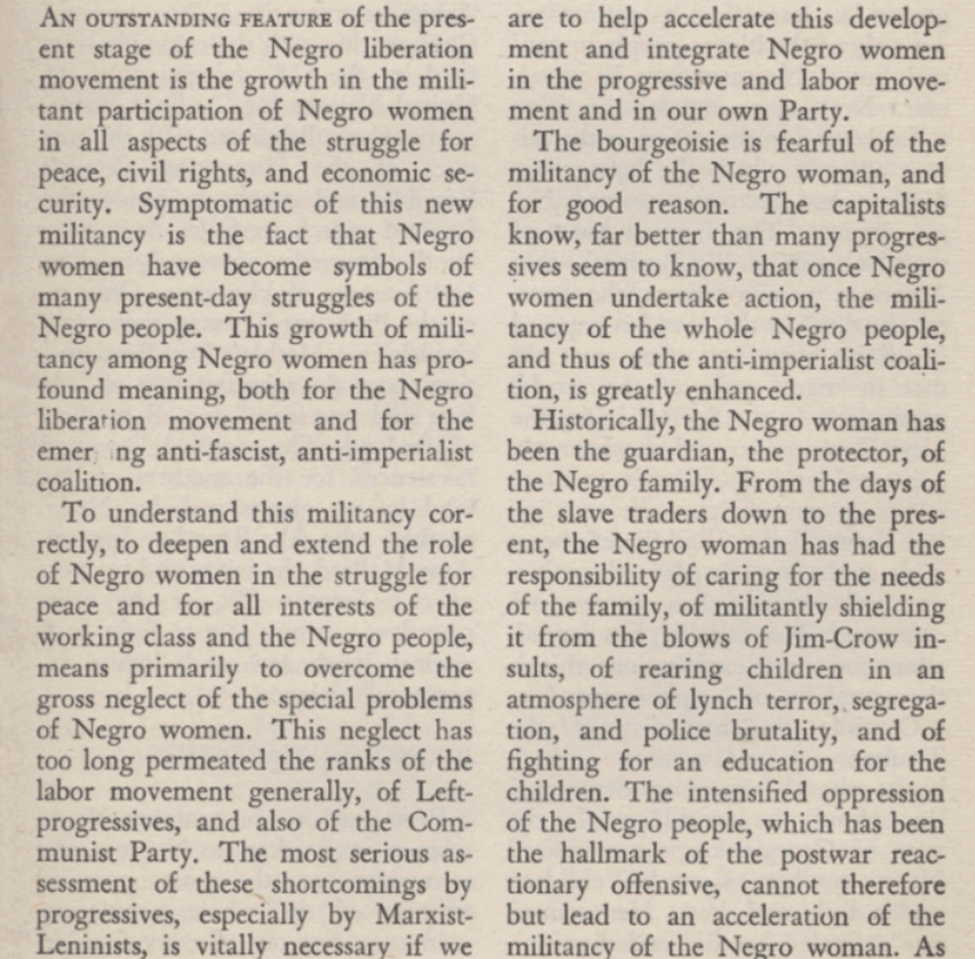 AN OUTSTANDING FEATURE of the pres-
ent stage of the Negro liberation
movement is the growth in the mili-
tant participation of Negro women
in all aspects of the struggle for
peace, civil rights, and economic se-
curity. Symptomatic of this new
militancy is the fact that Negro
women have become symbols of
many present-day struggles of the
Negro people. This growth of mili-
tancy among Negro women has pro-
found meaning, both for the Negro
liberation movement and for the
emer ng anti-fascist, anti-imperialist
coalition.
To understand this militancy cor-
rectly, to deepen and extend the role
of Negro women in the struggle for
peace and for all interests of the
working class and the Negro people,
means primarily to overcome the
gross neglect of the special problems
of Negro women. This neglect has
too long permeated the ranks of the
labor movement generally, of Left-
progressives, and also of the Com-
munist Party. The most serious as-
sessment of these shortcomings by
progressives, especially by Marxist-
Leninists, is vitally necessary if we
are to help accelerate this develop-
ment and integrate Negro women
in the progressive and labor move-
ment and in our own Party.
The bourgeoisie is fearful of the
militancy of the Negro woman, and
for good reason. The capitalists
know, far better than many progres-
sives seem to know, that once Negro
women undertake action, the mili-
tancy of the whole Negro people,
and thus of the anti-imperialist coali-
tion, is greatly enhanced.
Historically, the Negro woman has
been the guardian, the protector, of
the Negro family. From the days of
the slave traders down to the pres-
ent, the Negro woman has had the
responsibility of caring for the needs
of the family, of militantly shielding
it from the blows of Jim-Crow in-
sults, of rearing children in an
atmosphere of lynch terror, segrega-
tion, and police brutality, and of
fighting for an education for the
children. The intensified oppression
of the Negro people, which has been
the hallmark of the postwar reac-
tionary offensive, cannot therefore
but lead to an acceleration of the
militancy of the Negro woman. As